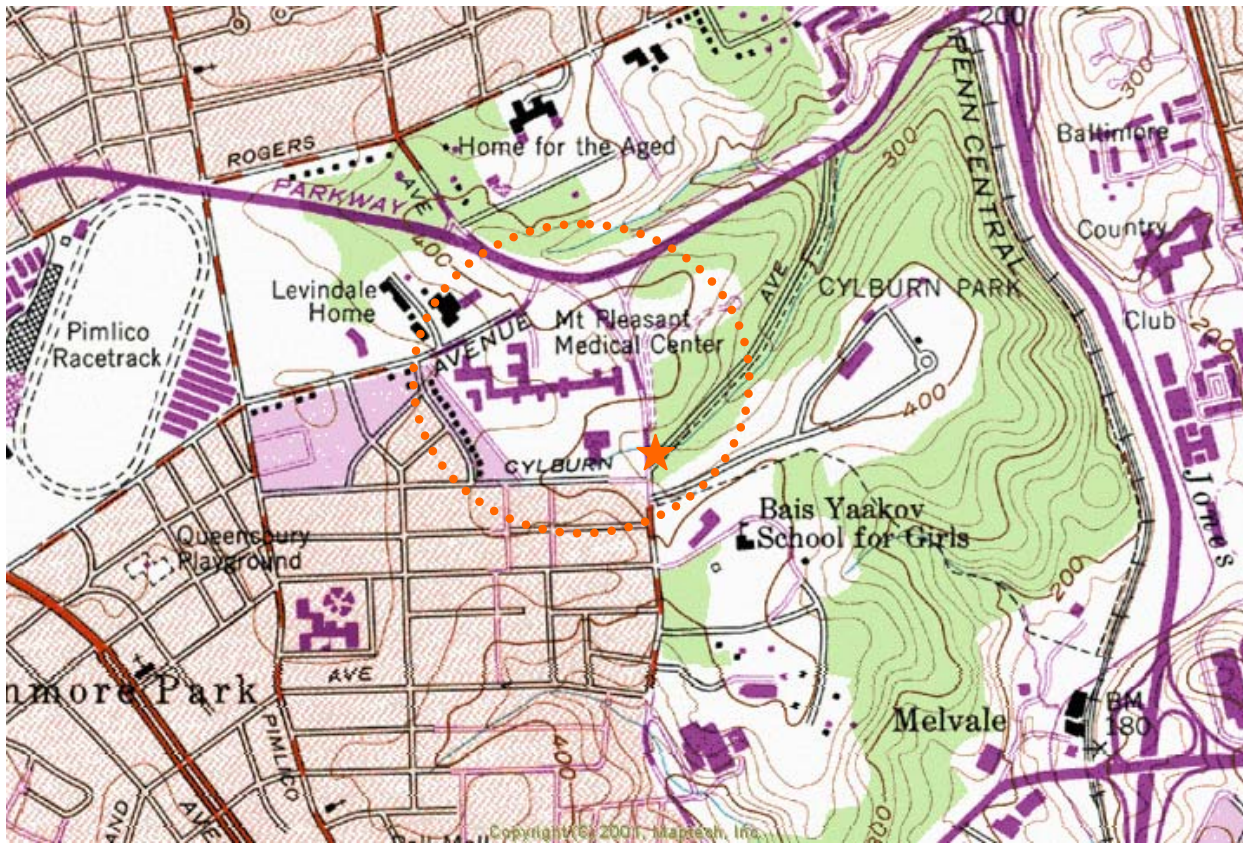 200
PENN CENTRAL
300
Baltimore
ROGERS
Home for the Aged
300
PARKWAY
AVE
400
Country
Levindale
Home
AVE
CYLBURN PARK
Pimlico
Racetrack
AVENUE
Mt Pleasant
Medical Center
Club
200
400
CYLBURN
Jones
Bais Yaakov
School for Girls
Queensbury
Playground
200
AVE
nmore Park
BM
180
Melvale
PIMLICO
400
AND
AVE
300
Copyright (C) 2001, Maptech, Inc.